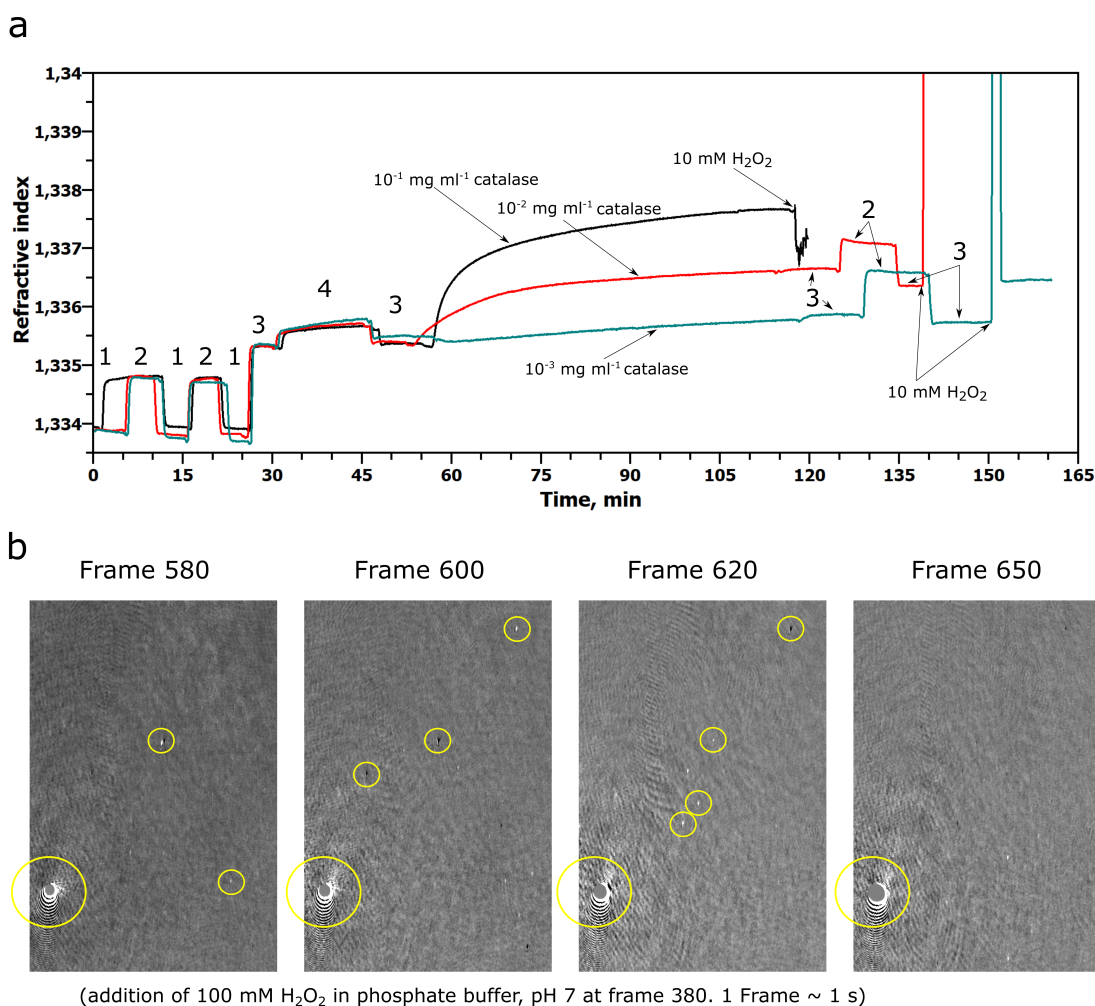 a
1,34
1,339
1,338
1,337
1,336
1,335
1,334
Refractive index
0 15 30 45 60 75 90 105 120 135 150 165
Time, min
1 2 1 2 1 3 4 3
10⁻¹ mg ml⁻¹ catalase
10⁻² mg ml⁻¹ catalase
10 mM H₂O₂
2
3
3
10⁻³ mg ml⁻¹ catalase
10 mM H₂O₂
b
Frame 580 Frame 600 Frame 620 Frame 650
(addition of 100 mM H₂O₂ in phosphate buffer, pH 7 at frame 380. 1 Frame ~ 1 s)